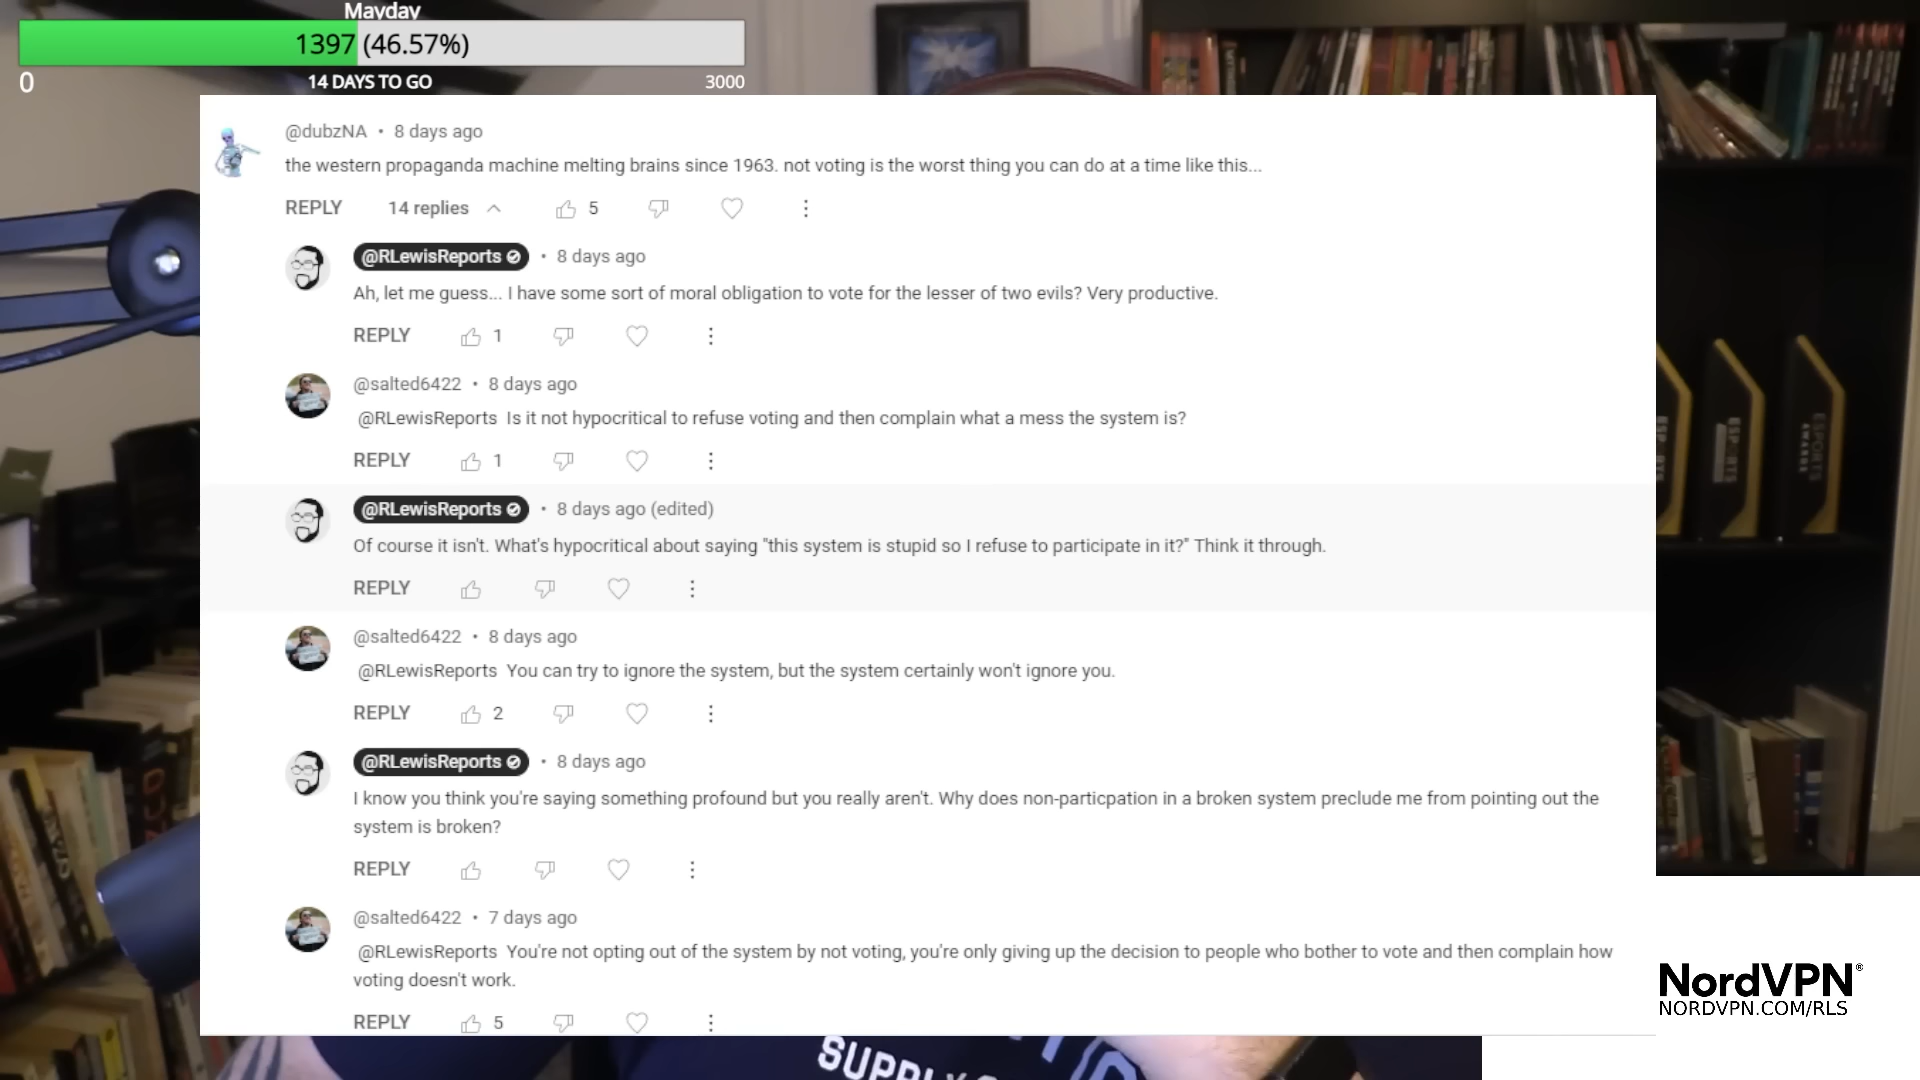 Mayday
1397 (46.57%)
0
14 DAYS TO GO
3000
@dubzNA • 8 days ago
the western propaganda machine melting brains since 1963. not voting is the worst thing you can do at a time like this...
REPLY 14 replies 5
@RLewisReports • 8 days ago
Ah, let me guess... I have some sort of moral obligation to vote for the lesser of two evils? Very productive.
REPLY 1
@salted6422 • 8 days ago
@RLewisReports Is it not hypocritical to refuse voting and then complain what a mess the system is?
REPLY 1
@RLewisReports • 8 days ago (edited)
Of course it isn't. What's hypocritical about saying "this system is stupid so I refuse to participate in it?" Think it through.
REPLY
@salted6422 • 8 days ago
@RLewisReports You can try to ignore the system, but the system certainly won't ignore you.
REPLY 2
@RLewisReports • 8 days ago
I know you think you're saying something profound but you really aren't. Why does non-particpation in a broken system preclude me from pointing out the
system is broken?
REPLY
@salted6422 • 7 days ago
@RLewisReports You're not opting out of the system by not voting, you're only giving up the decision to people who bother to vote and then complain how
voting doesn't work.
REPLY 5
NordVPN®
NORDVPN.COM/RLS
ESPORTS
SUPPLY